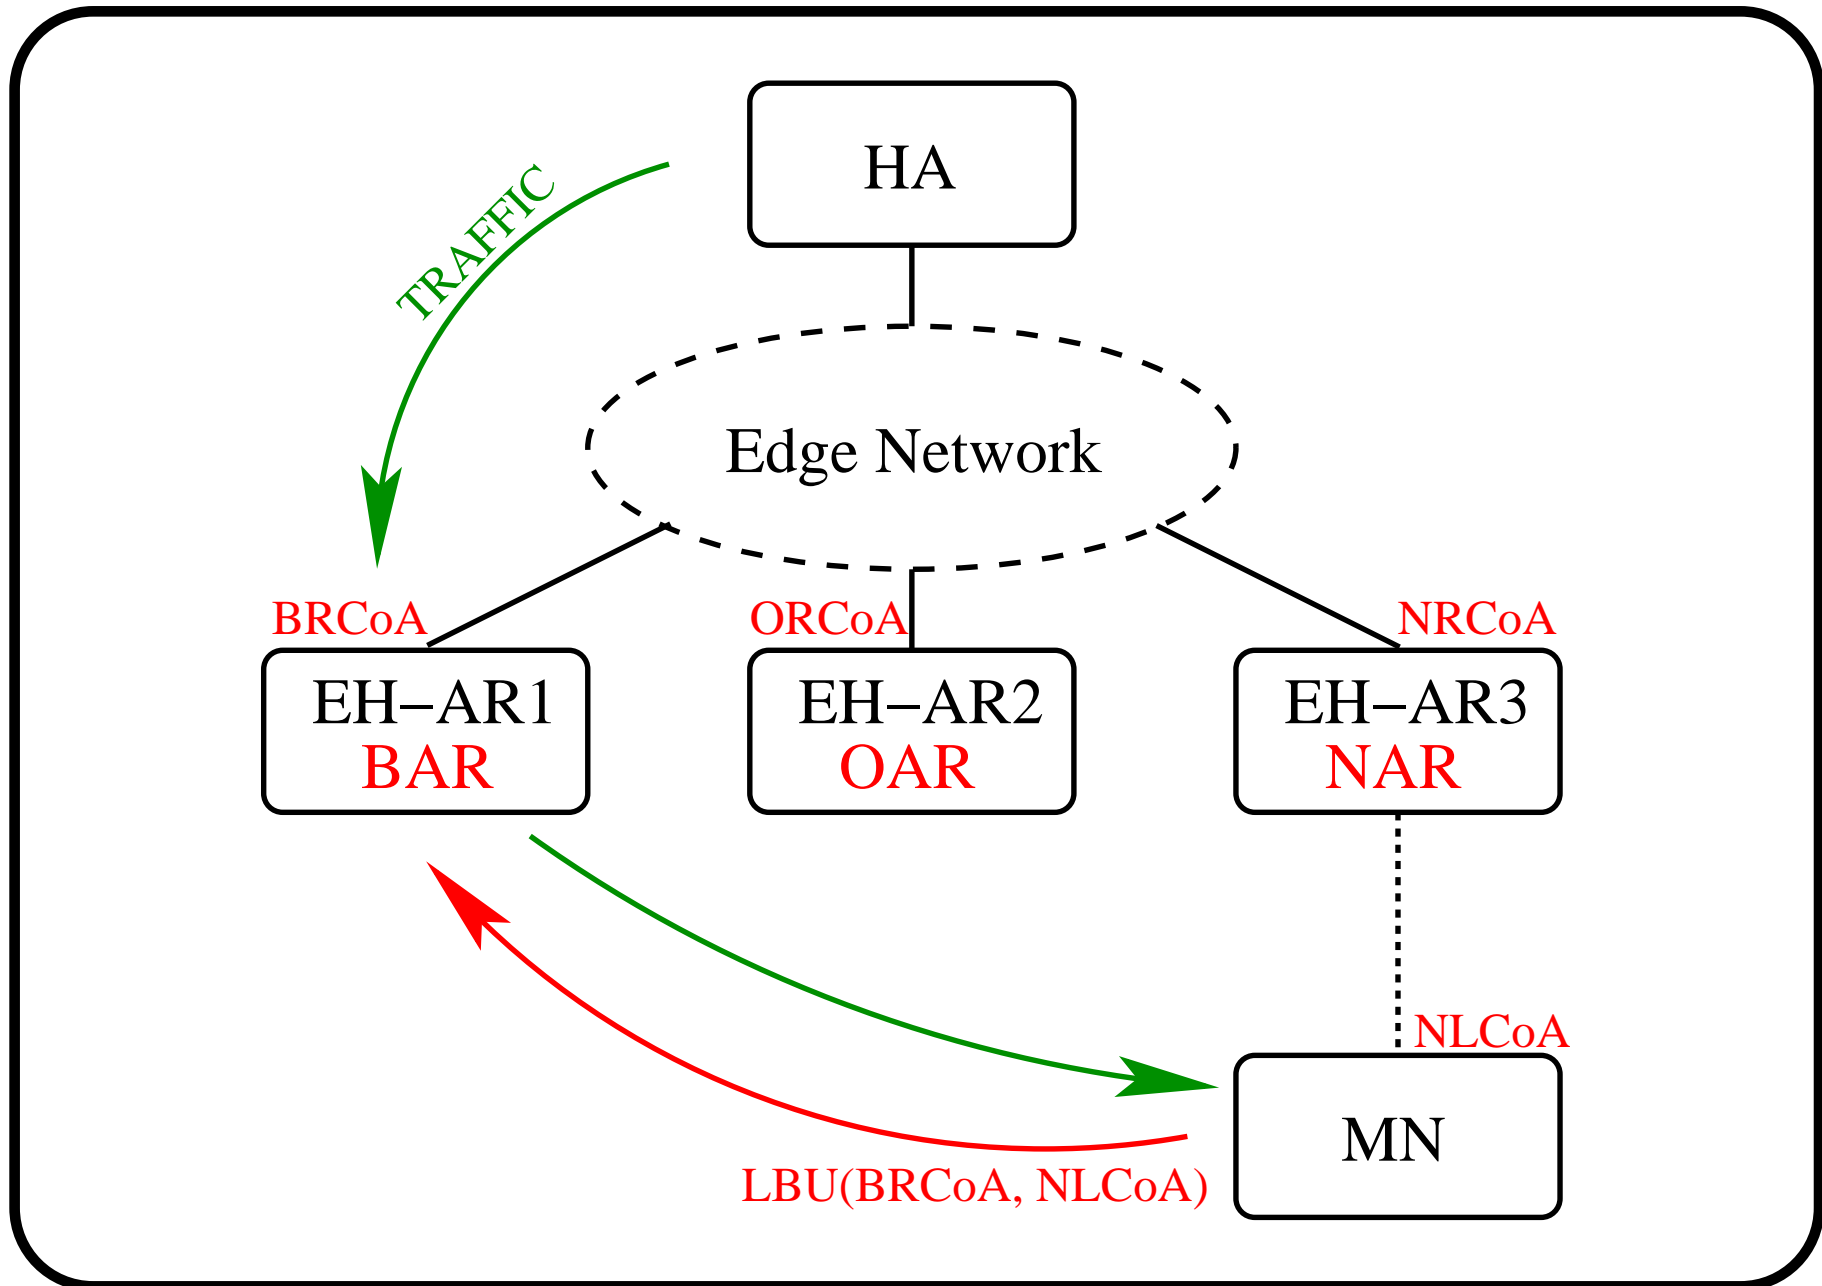 HA
TRAFFIC
Edge Network
BRCoA
ORCoA
NRCoA
EH−AR1
BAR
EH−AR2
OAR
EH−AR3
NAR
NLCoA
MN
LBU(BRCoA, NLCoA)